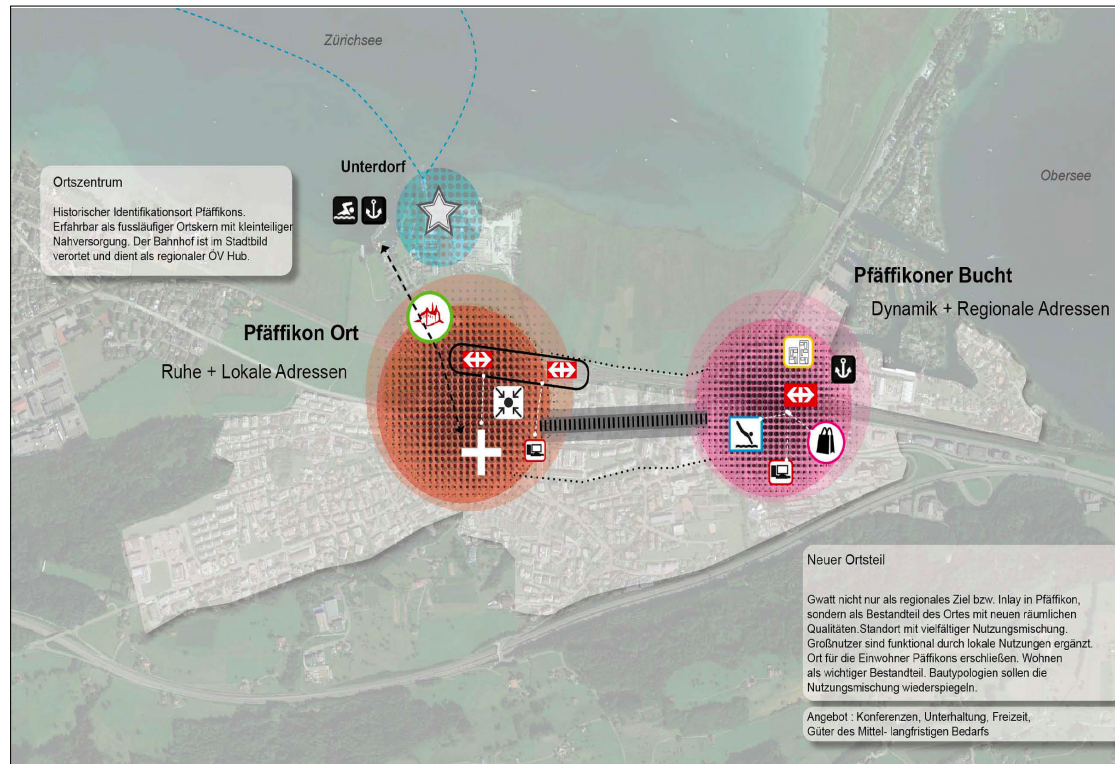 Zürichsee
Unterdorf
Obersee
Ortszentrum
Historischer Identifikationsort Pfäffikons.
Erfahrbar als fussläufiger Ortskern mit kleinteiliger
Nahversorgung. Der Bahnhof ist im Stadtbild
verortet und dient als regionaler ÖV Hub.
Pfäffikoner Bucht
Dynamik + Regionale Adressen
Pfäffikon Ort
Ruhe + Lokale Adressen
Neuer Ortsteil
Gwatt nicht nur als regionales Ziel bzw. Inlay in Pfäffikon,
sondern als Bestandteil des Ortes mit neuen räumlichen
Qualitäten.Standort mit vielfältiger Nutzungsmischung.
Großnutzer sind funktional durch lokale Nutzungen ergänzt.
Ort für die Einwohner Päffikons erschließen. Wohnen
als wichtiger Bestandteil. Bautypologien sollen die
Nutzungsmischung wiederspiegeln.
Angebot : Konferenzen, Unterhaltung, Freizeit,
Güter des Mittel- langfristigen Bedarfs